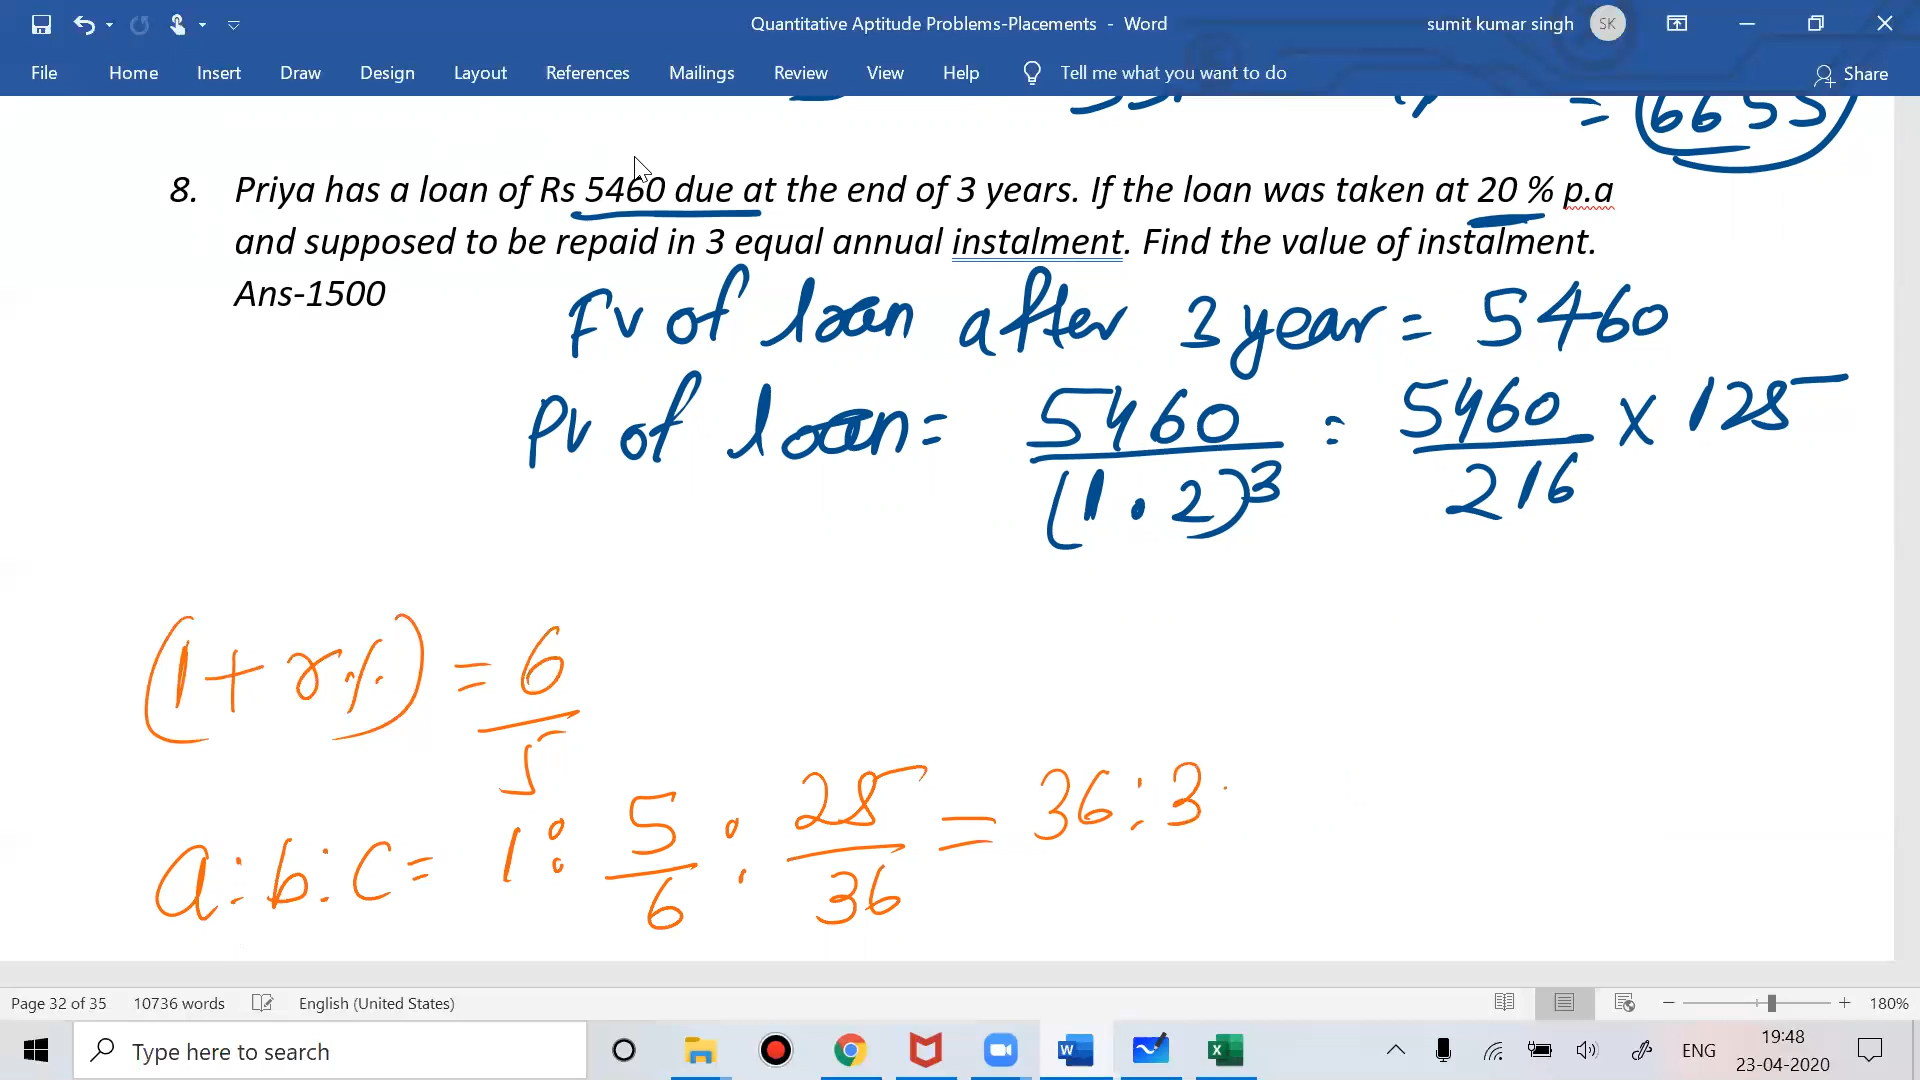 Quantitative Aptitude Problems-Placements - Word
sumit kumar singh
SK
File Home Insert Draw Design Layout References Mailings Review View Help Tell me what you want to do Share
= 6655
8. Priya has a loan of Rs 5460 due at the end of 3 years. If the loan was taken at 20 % p.a
and supposed to be repaid in 3 equal annual instalment. Find the value of instalment.
Ans-1500
Fv of loan after 3 year = 5460
Pv of loan = 5460/(1.2)^3 = 5460/216 x 125
(1 + r%) = 6/5
a:b:c = 1 : 5/6 : 25/36 = 36:3
Page 32 of 35 10736 words English (United States) 180%
Type here to search
ENG
19:48
23-04-2020